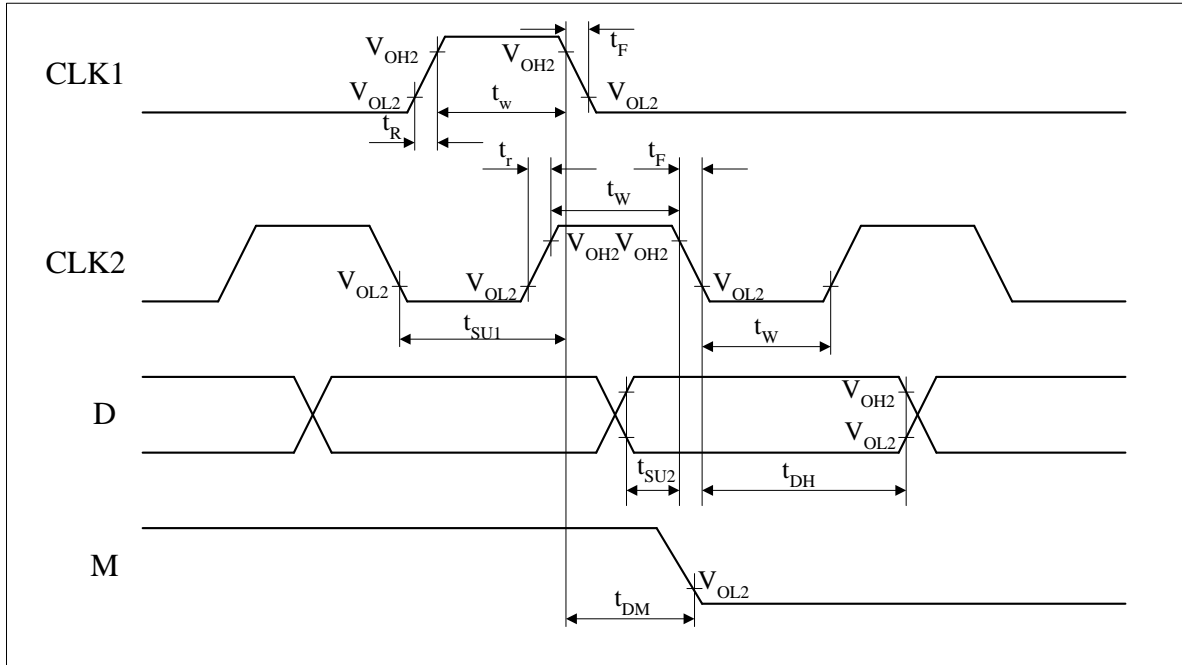 t_F
V_OH2 V_OH2
CLK1
V_OL2 t_w V_OL2
t_R
t_r t_F
t_W
V_OH2 V_OH2
CLK2
V_OL2 V_OL2 V_OL2
t_SU1 t_W
D V_OH2
V_OL2
t_SU2 t_DH
M
V_OL2
t_DM